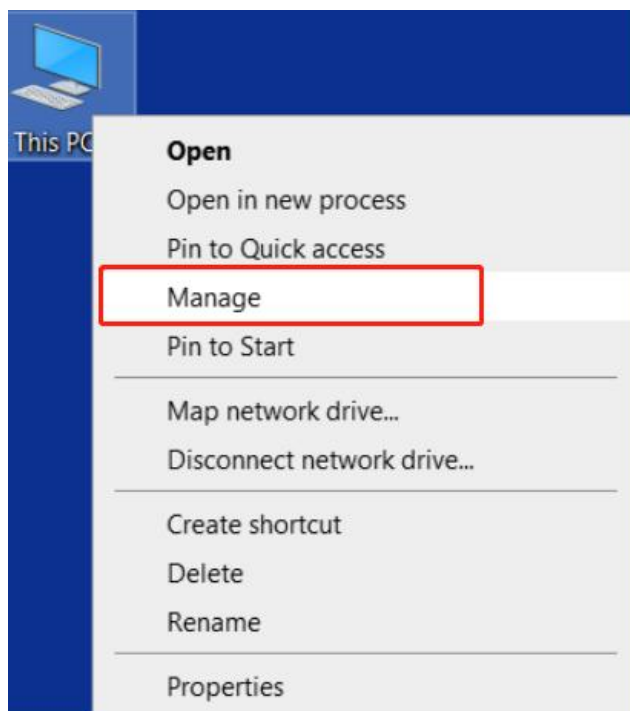 This PC
Open
Open in new process
Pin to Quick access
Manage
Pin to Start
Map network drive...
Disconnect network drive...
Create shortcut
Delete
Rename
Properties